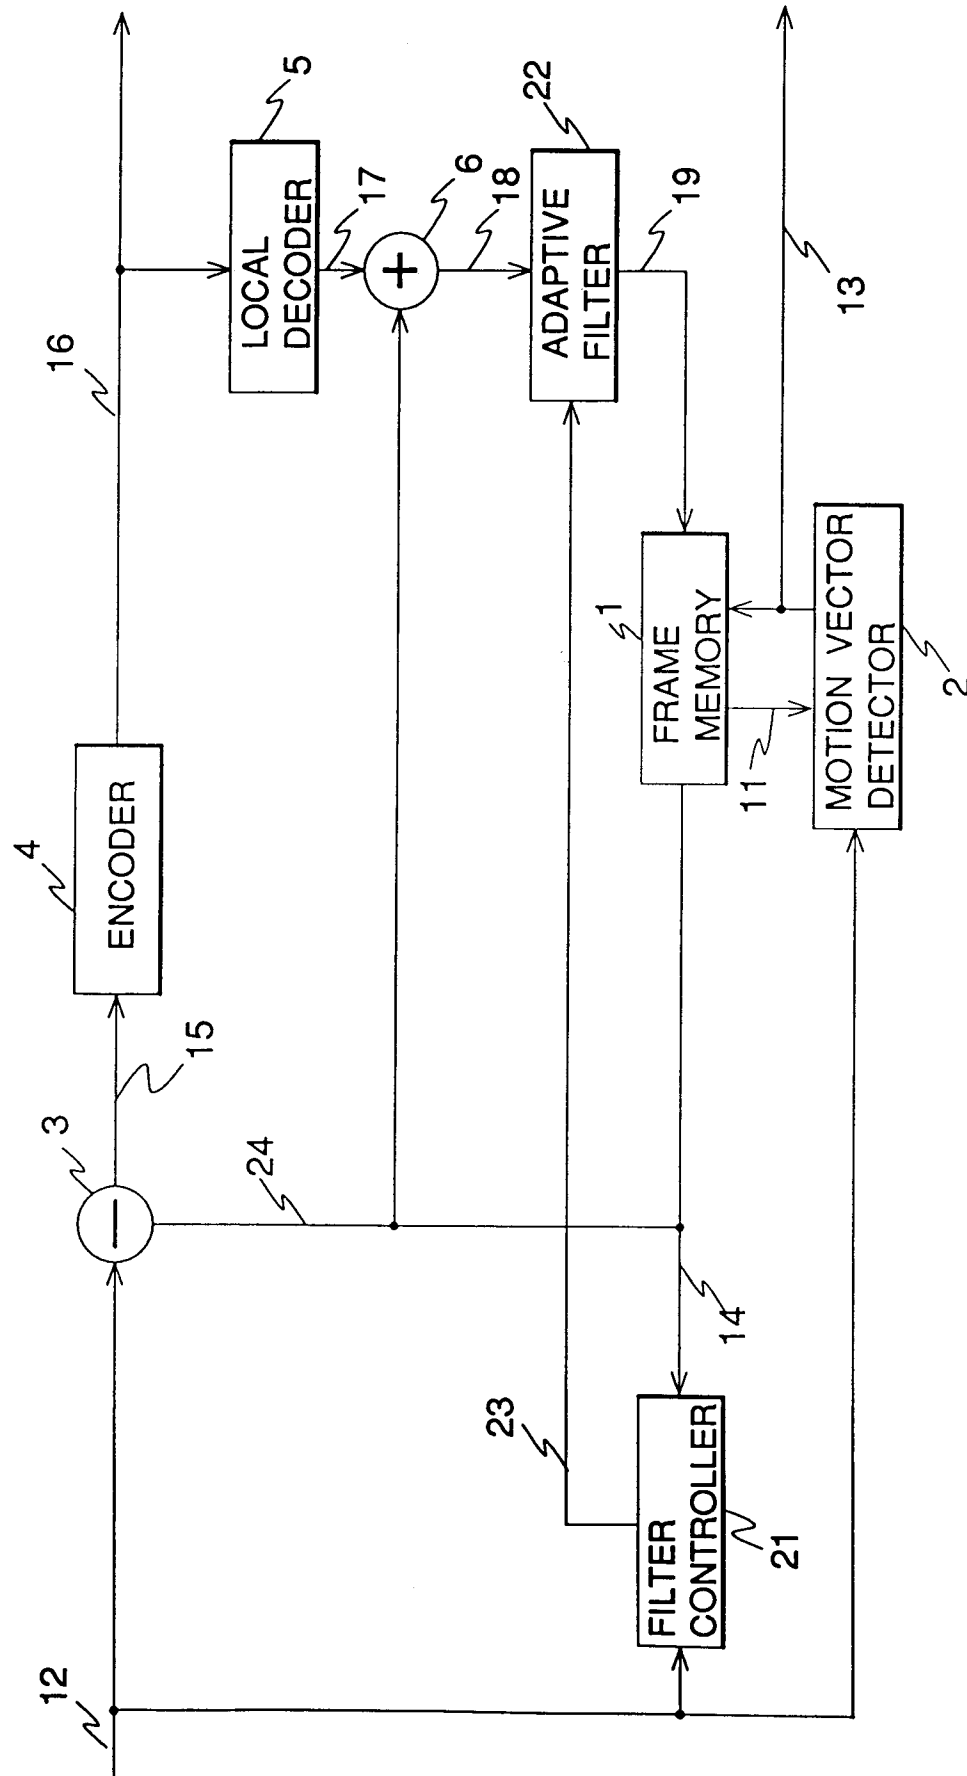 12
3
15
4
ENCODER
16
24
5
LOCAL
DECODER
17
6
+
18
22
ADAPTIVE
FILTER
19
23
FILTER
CONTROLLER
21
14
1
FRAME
MEMORY
11
MOTION VECTOR
DETECTOR
2
13